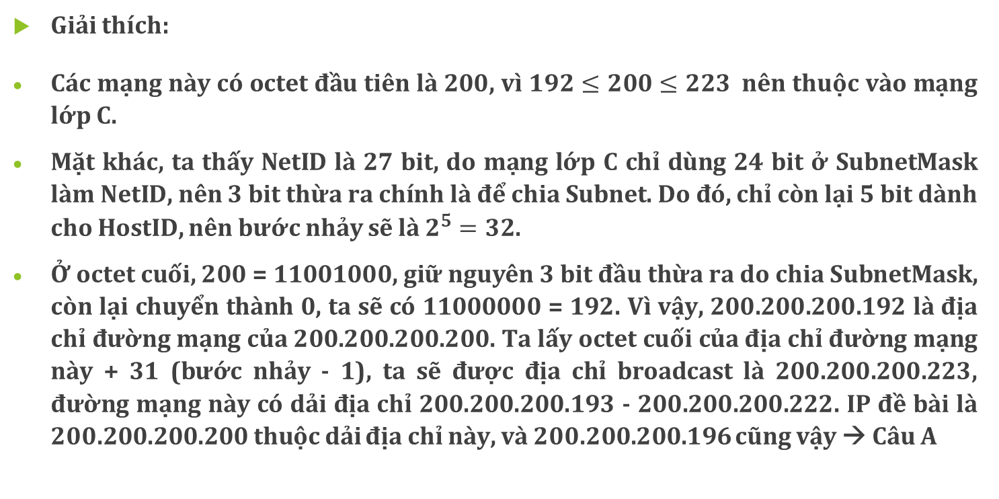 Giải thích:
Các mạng này có octet đầu tiên là 200, vì 192 ≤ 200 ≤ 223 nên thuộc vào mạng
lớp C.
Mặt khác, ta thấy NetID là 27 bit, do mạng lớp C chỉ dùng 24 bit ở SubnetMask
làm NetID, nên 3 bit thừa ra chính là để chia Subnet. Do đó, chỉ còn lại 5 bit dành
cho HostID, nên bước nhảy sẽ là 2⁵ = 32.
Ở octet cuối, 200 = 11001000, giữ nguyên 3 bit đầu thừa ra do chia SubnetMask,
còn lại chuyển thành 0, ta sẽ có 11000000 = 192. Vì vậy, 200.200.200.192 là địa
chỉ đường mạng của 200.200.200.200. Ta lấy octet cuối của địa chỉ đường mạng
này + 31 (bước nhảy - 1), ta sẽ được địa chỉ broadcast là 200.200.200.223,
đường mạng này có dải địa chỉ 200.200.200.193 - 200.200.200.222. IP đề bài là
200.200.200.200 thuộc dải địa chỉ này, và 200.200.200.196 cũng vậy → Câu A